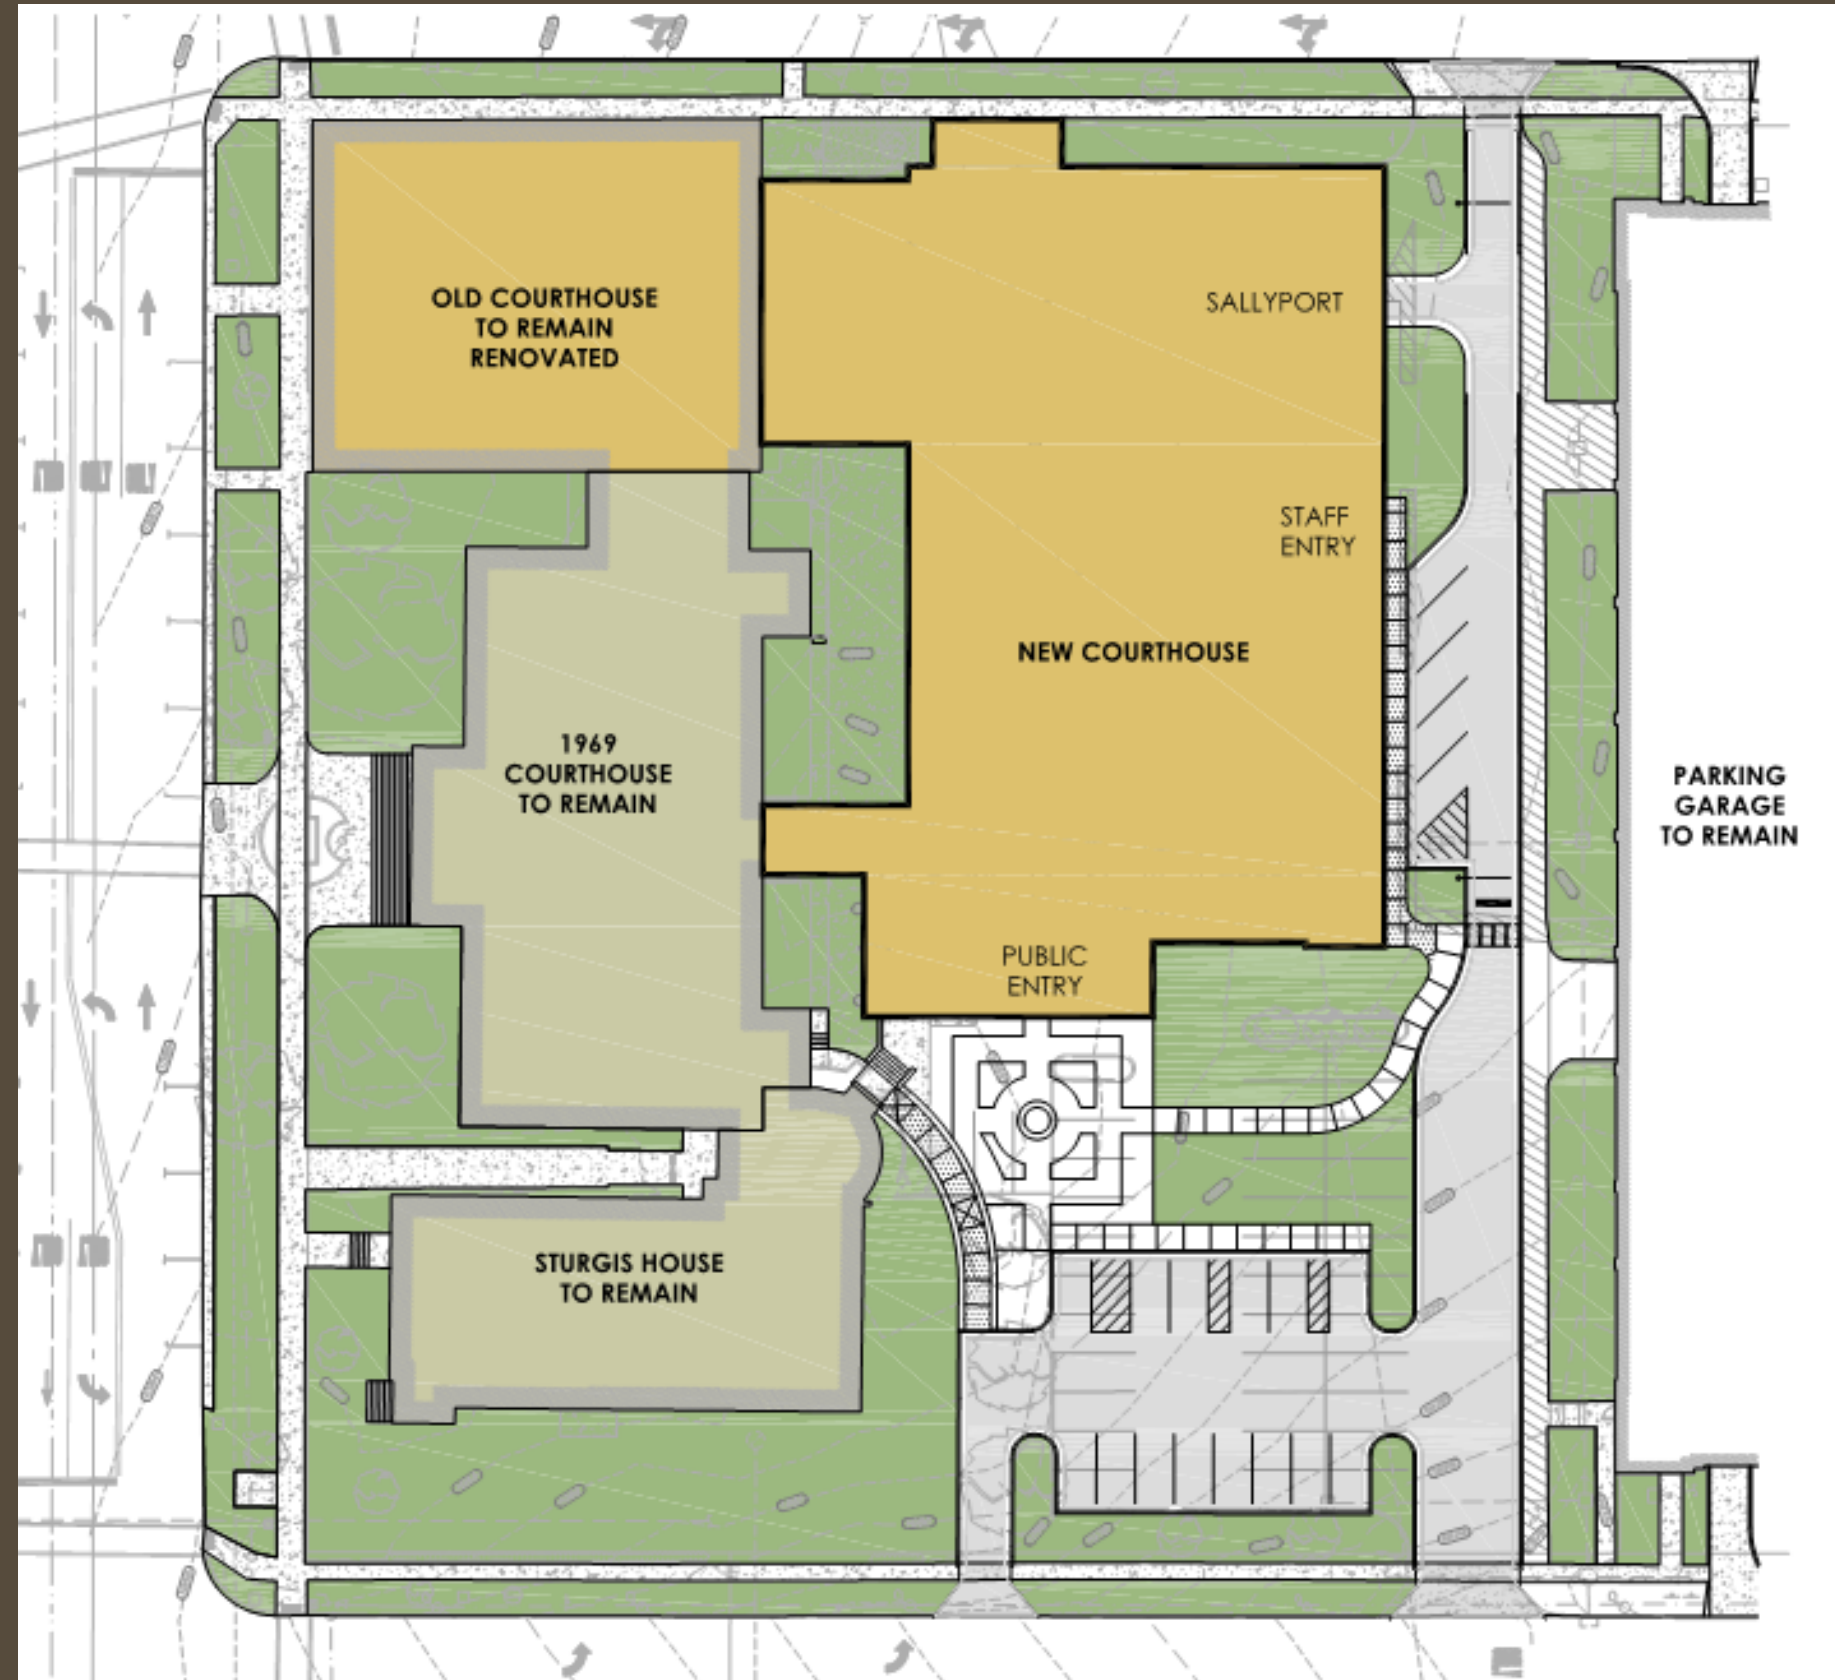 OLD COURTHOUSE
TO REMAIN
RENOVATED
SALLYPORT
STAFF
ENTRY
NEW COURTHOUSE
1969
COURTHOUSE
TO REMAIN
PARKING
GARAGE
TO REMAIN
PUBLIC
ENTRY
STURGIS HOUSE
TO REMAIN